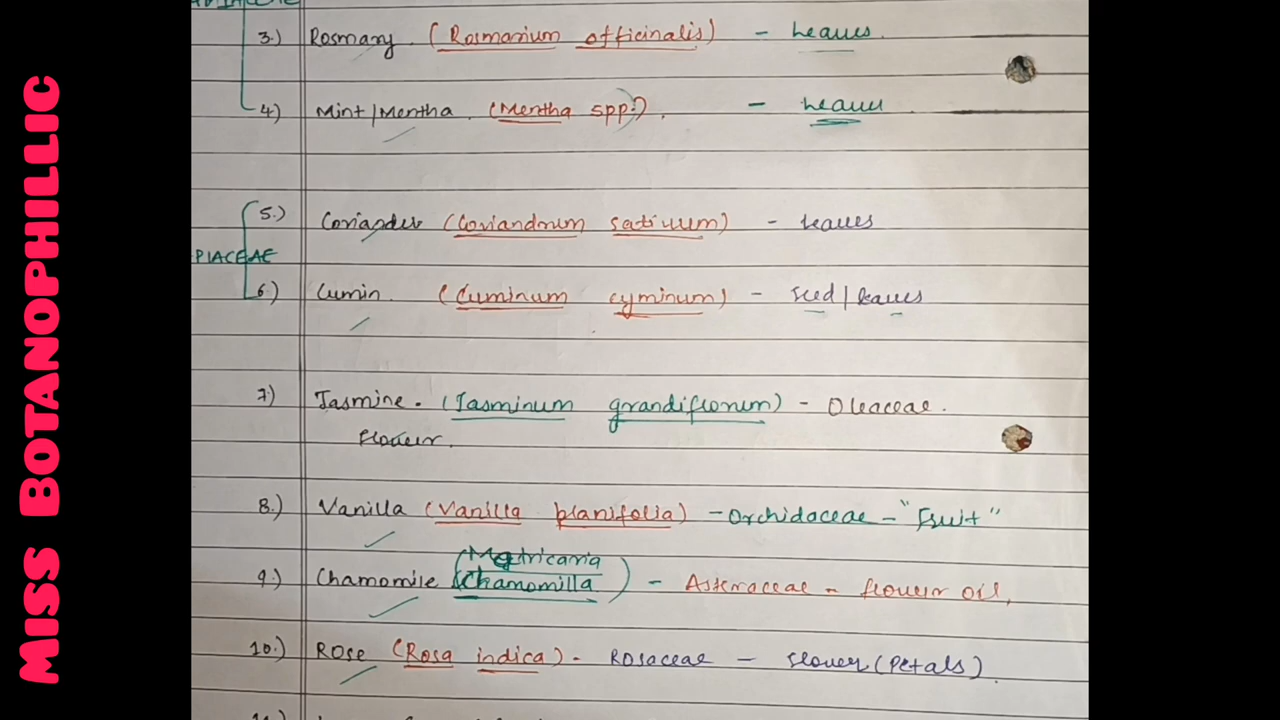 MISS BOTANOPHILLIC
3.) Rosmary. (Rosmarium officinalis) - leaves.
4.) Mint/Mentha. (Mentha spp.). - leaves
5.) Coriander (Coriandrum sativum) - leaves
PIACEAE
6.) Cumin. (Cuminum cyminum) - seed/leaves
7.) Jasmine. (Jasminum grandiflorum) - Oleaceae.
flower.
8.) Vanilla (Vanilla planifolia) - Orchidaceae - "Fruit"
(Matricaria
9.) Chamomile (Chamomilla) - Asteraceae - flower oil,
10.) Rose (Rosa indica). - Rosaceae - flower (Petals).